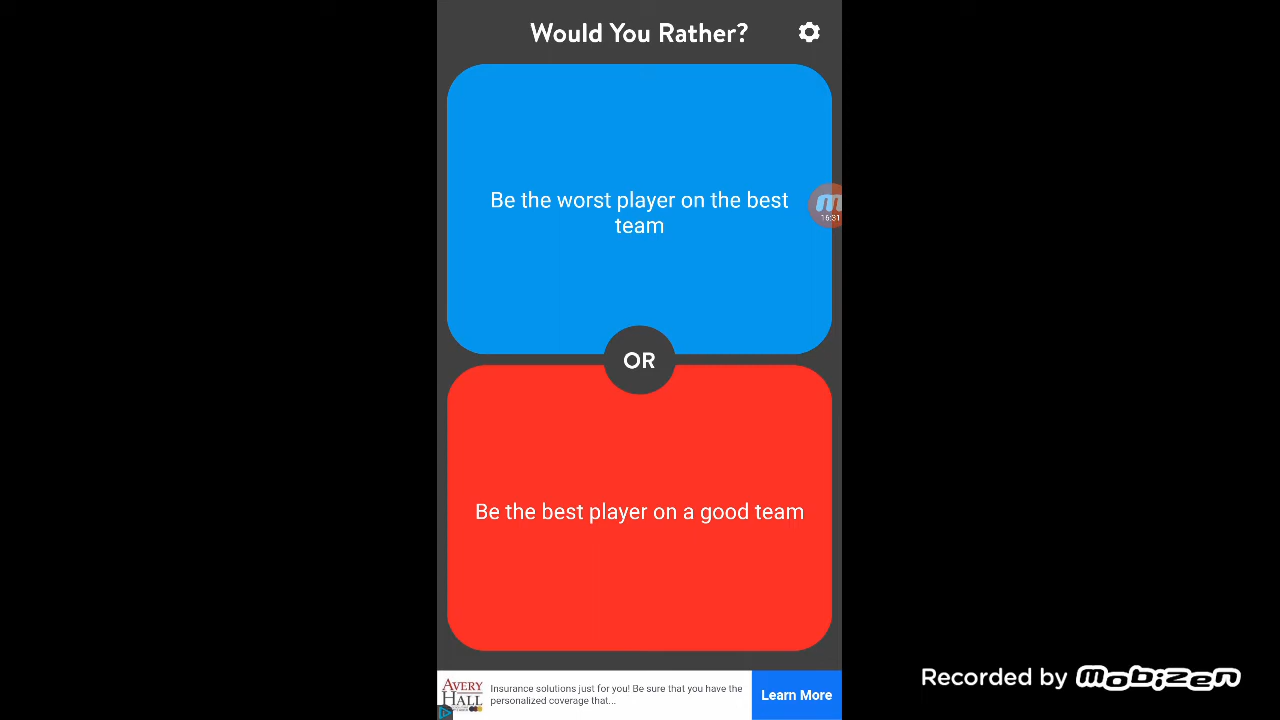 Would You Rather?
Be the worst player on the best
team
16:31
OR
Be the best player on a good team
AVERY
HALL
Insurance solutions just for you! Be sure that you have the
personalized coverage that...
Learn More
Recorded by mobizen